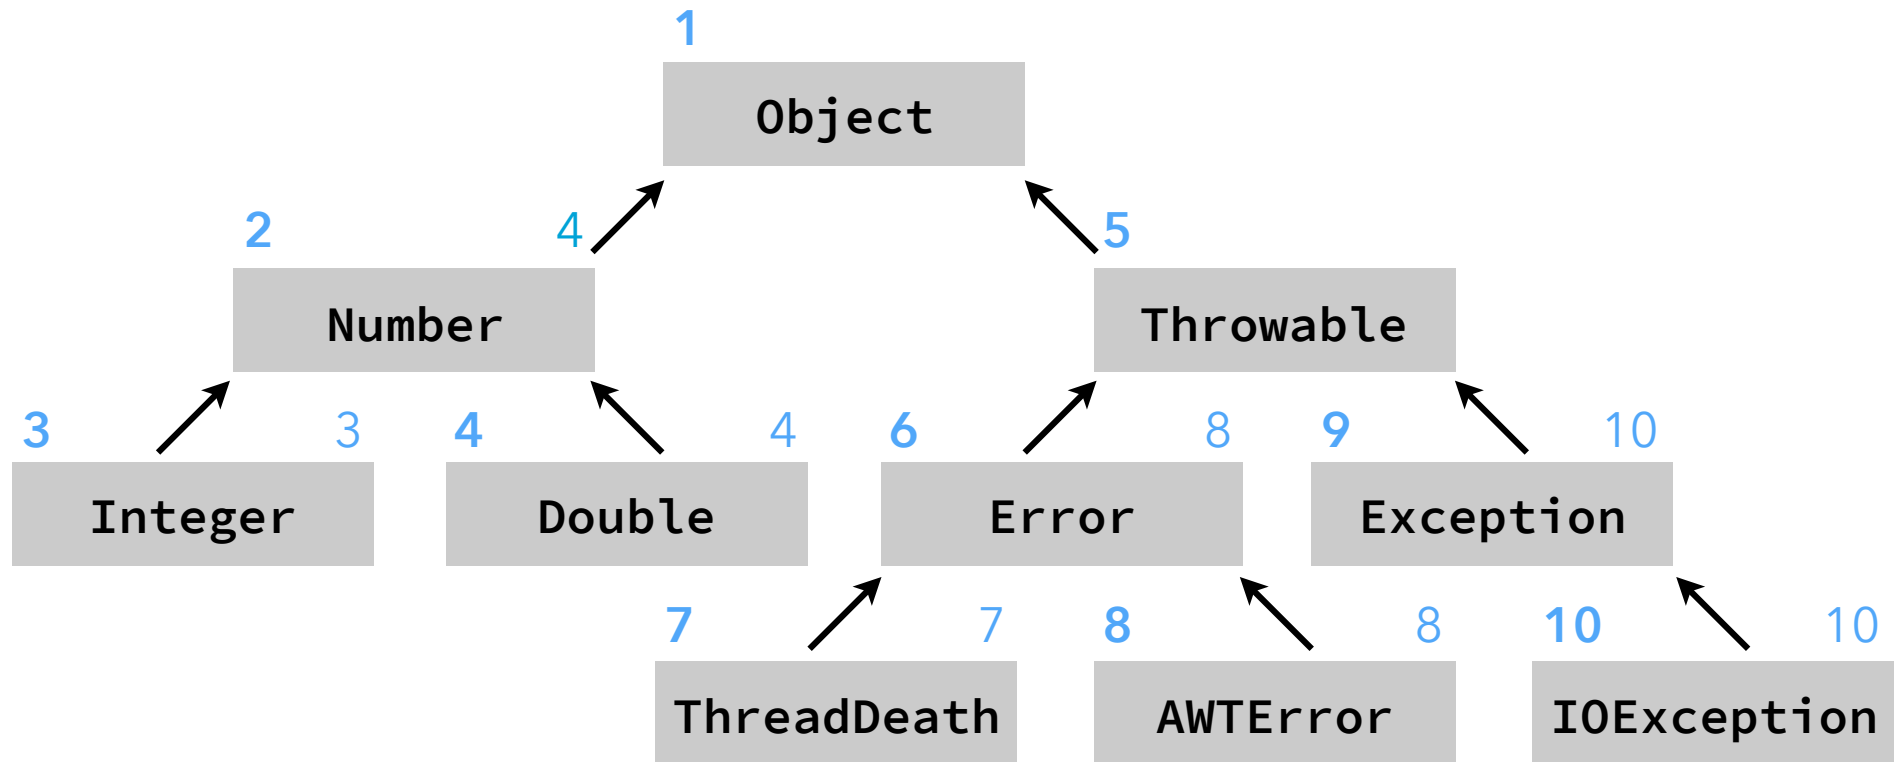 1
Object
2 4 5
Number Throwable
3 3 4 4 6 8 9 10
Integer Double Error Exception
7 7 8 8 10 10
ThreadDeath AWTError IOException